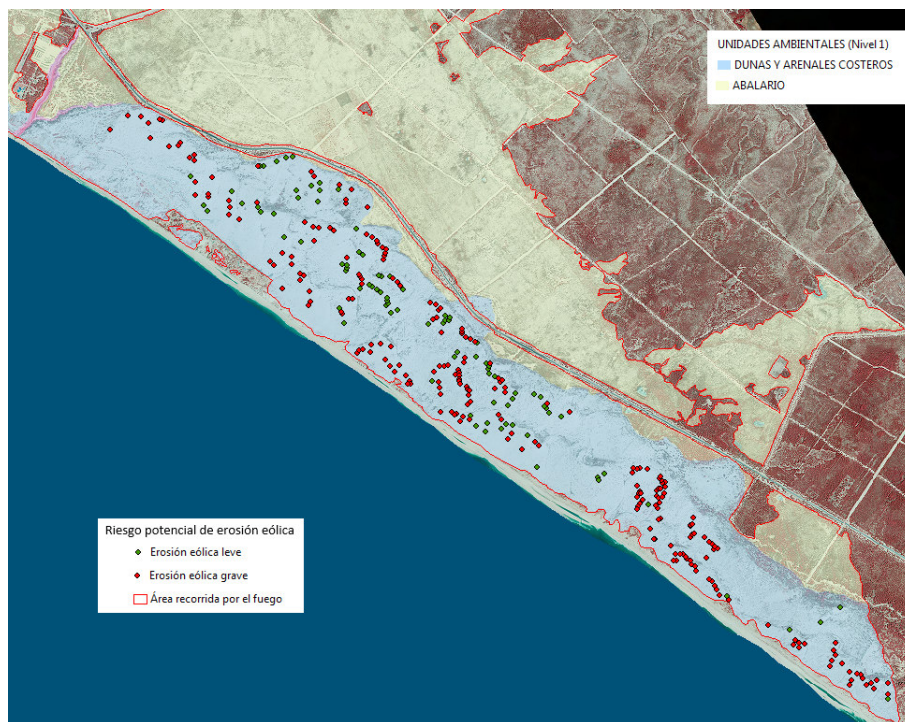 UNIDADES AMBIENTALES (Nivel 1)
DUNAS Y ARENALES COSTEROS
ABALARIO
Riesgo potencial de erosión eólica
Erosión eólica leve
Erosión eólica grave
Área recorrida por el fuego